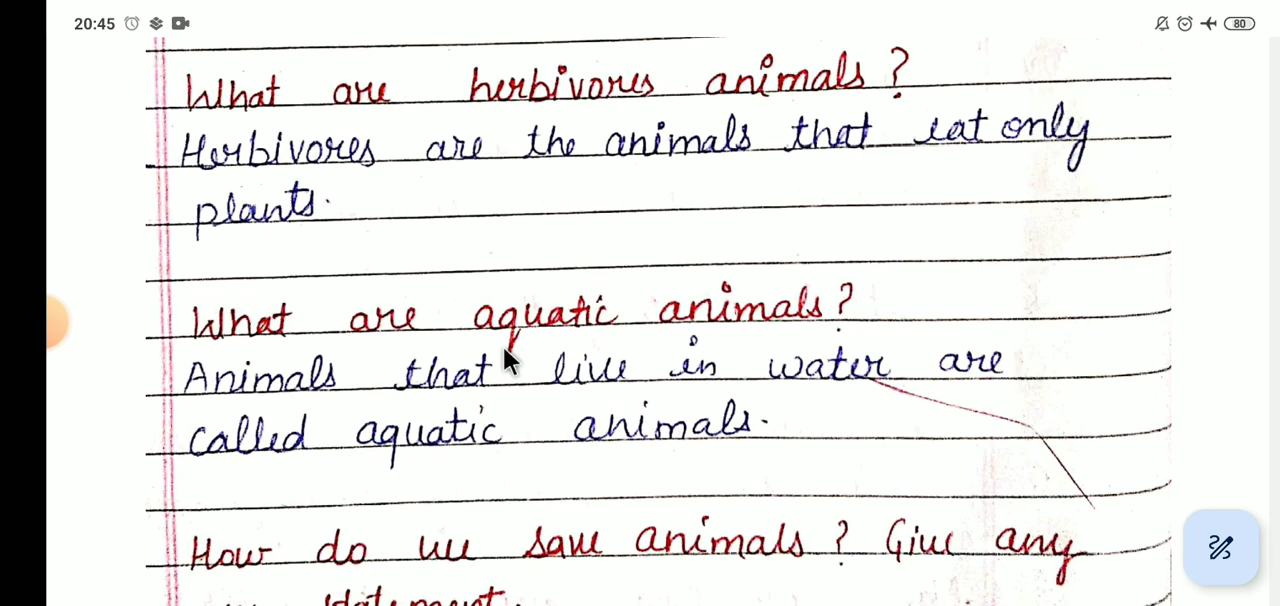 20:45
80
What are herbivores animals?
Herbivores are the animals that eat only
plants.
What are aquatic animals?
Animals that live in water are
called aquatic animals.
How do we save animals? Give any
statement.